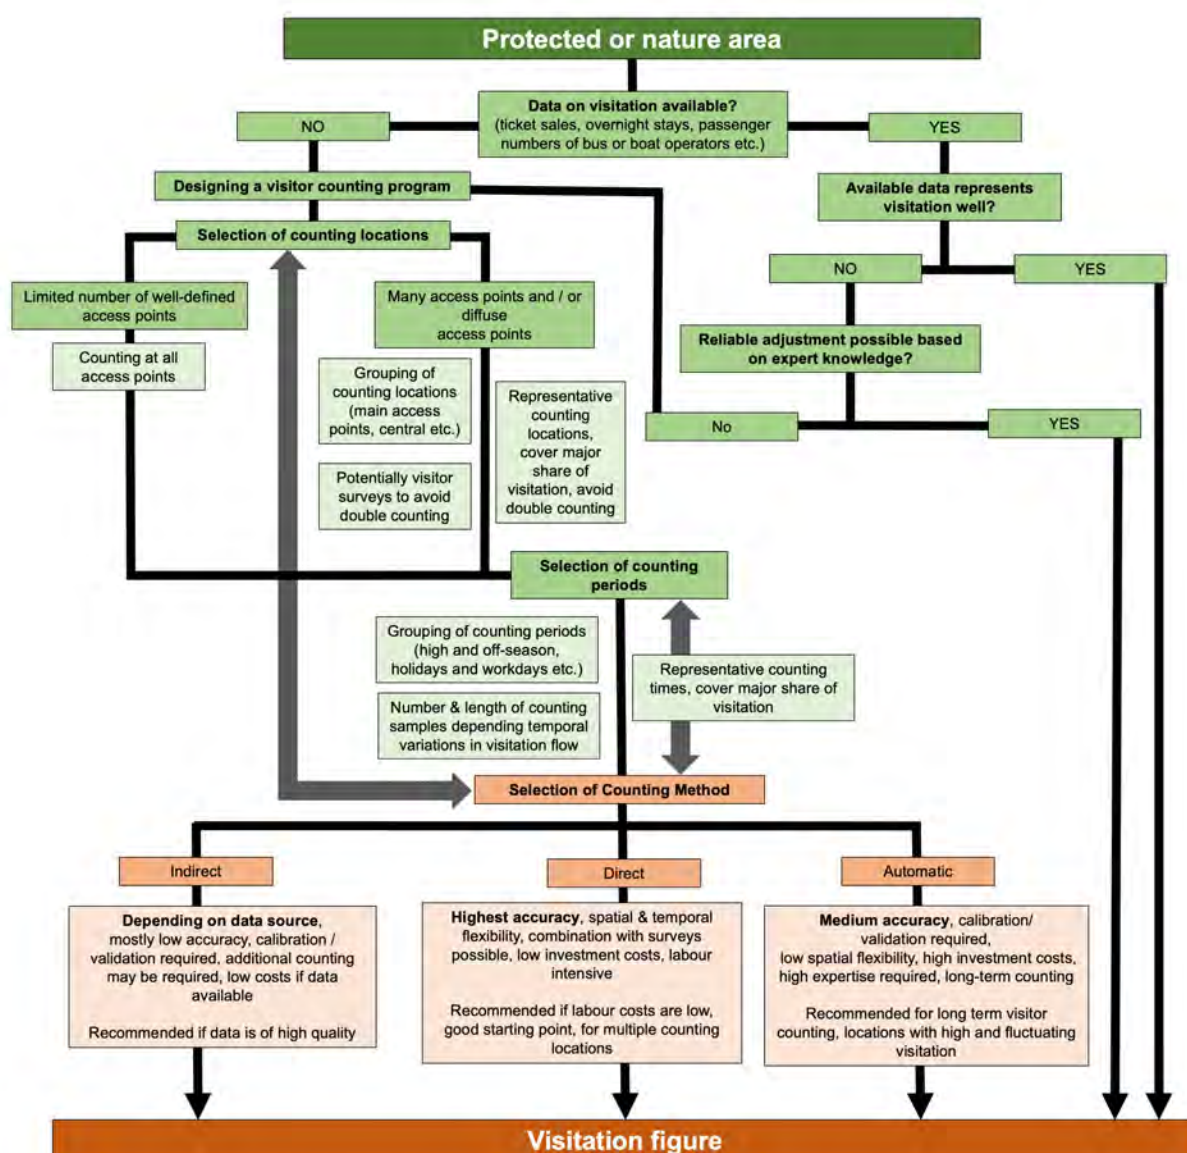 Protected or nature area
Data on visitation available?
(ticket sales, overnight stays, passenger
numbers of bus or boat operators etc.)
NO
YES
Designing a visitor counting program
Available data represents
visitation well?
Selection of counting locations
NO
YES
Limited number of well-defined
access points
Many access points and / or
diffuse
access points
Reliable adjustment possible based
on expert knowledge?
Counting at all
access points
Grouping of
counting locations
(main access
points, central etc.)
Representative
counting
locations,
cover major
share of
visitation, avoid
double counting
No
YES
Potentially visitor
surveys to avoid
double counting
Selection of counting
periods
Grouping of counting periods
(high and off-season,
holidays and workdays etc.)
Representative counting
times, cover major share of
visitation
Number & length of counting
samples depending temporal
variations in visitation flow
Selection of Counting Method
Indirect
Direct
Automatic
Depending on data source,
mostly low accuracy, calibration /
validation required, additional counting
may be required, low costs if data
available
Recommended if data is of high quality
Highest accuracy, spatial & temporal
flexibility, combination with surveys
possible, low investment costs, labour
intensive
Recommended if labour costs are low,
good starting point, for multiple counting
locations
Medium accuracy, calibration/
validation required,
low spatial flexibility, high investment costs,
high expertise required, long-term counting
Recommended for long term visitor
counting, locations with high and fluctuating
visitation
Visitation figure